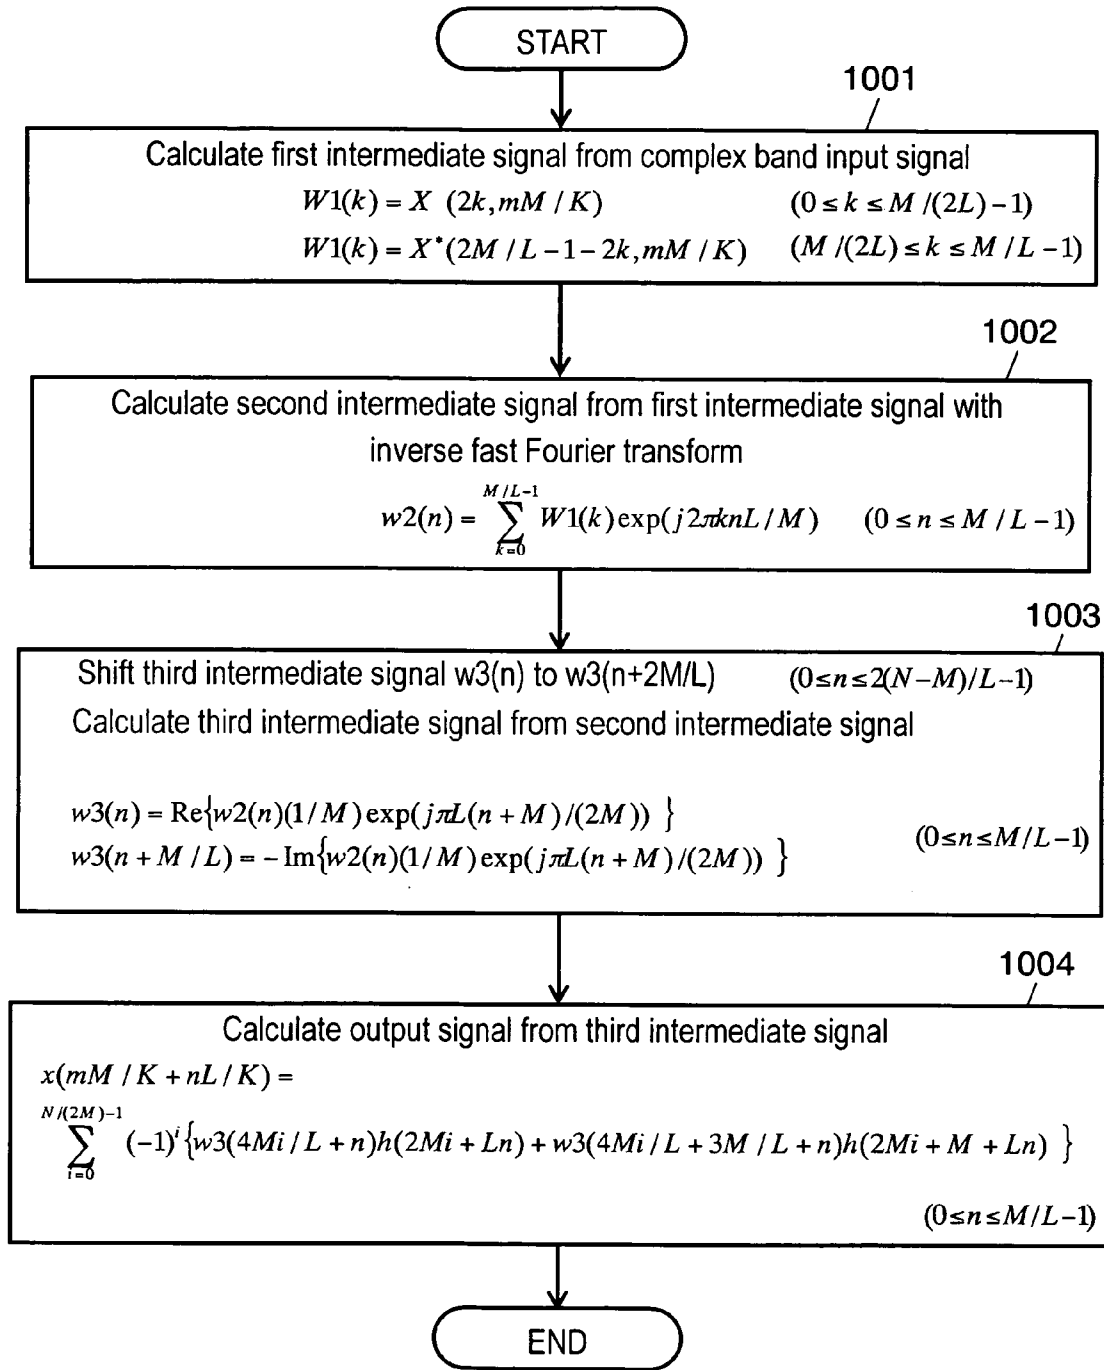 START
1001
Calculate first intermediate signal from complex band input signal
W1(k) = X (2k, mM / K) (0 ≤ k ≤ M /(2L) − 1)
W1(k) = X*(2M / L − 1 − 2k, mM / K) (M /(2L) ≤ k ≤ M / L − 1)
1002
Calculate second intermediate signal from first intermediate signal with
inverse fast Fourier transform
w2(n) = ∑_{k=0}^{M/L−1} W1(k) exp(j2πknL / M) (0 ≤ n ≤ M / L − 1)
1003
Shift third intermediate signal w3(n) to w3(n+2M/L) (0≤n≤2(N−M)/L−1)
Calculate third intermediate signal from second intermediate signal
w3(n) = Re{w2(n)(1/M) exp(jπL(n + M) /(2M)) }
w3(n + M / L) = − Im{w2(n)(1/M) exp(jπL(n + M) /(2M)) } (0≤n≤M/L−1)
1004
Calculate output signal from third intermediate signal
x(mM / K + nL / K) =
∑_{i=0}^{N/(2M)−1} (−1)^i {w3(4Mi / L + n)h(2Mi + Ln) + w3(4Mi / L + 3M / L + n)h(2Mi + M + Ln) }
(0≤n≤M/L−1)
END